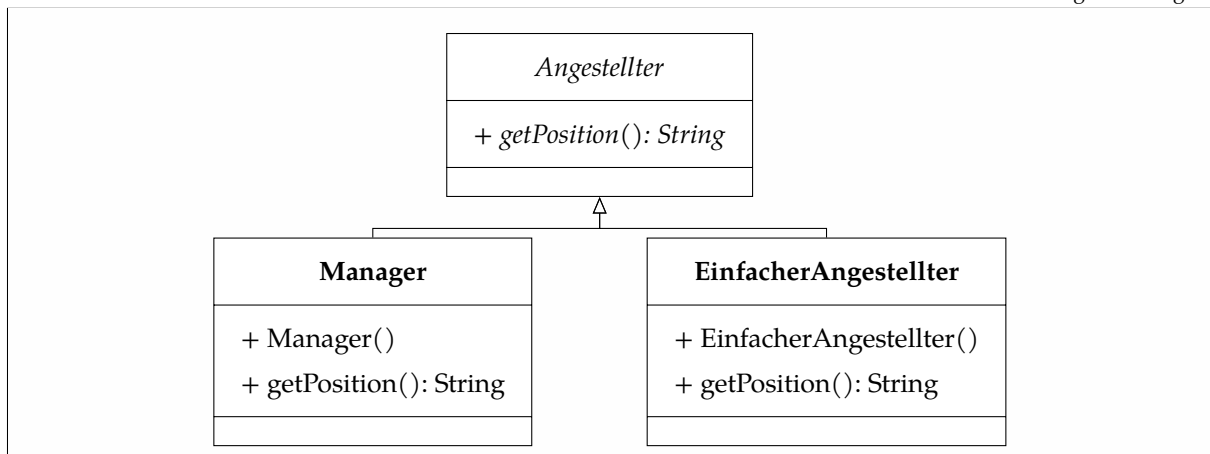 Angestellter
+ getPosition(): String
Manager
+ Manager()
+ getPosition(): String
EinfacherAngestellter
+ EinfacherAngestellter()
+ getPosition(): String